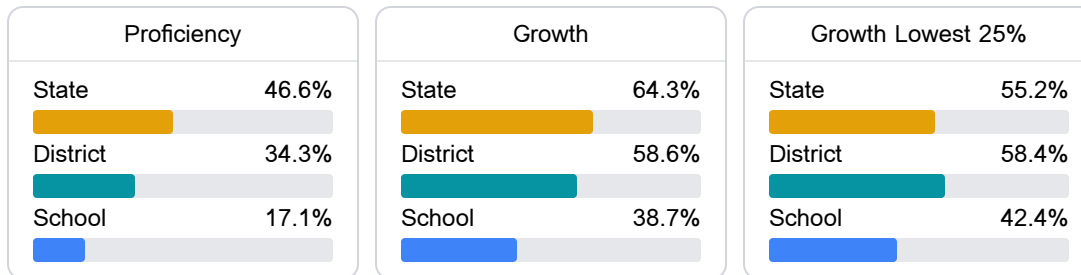 Proficiency
State 46.6%
District 34.3%
School 17.1%
Growth
State 64.3%
District 58.6%
School 38.7%
Growth Lowest 25%
State 55.2%
District 58.4%
School 42.4%